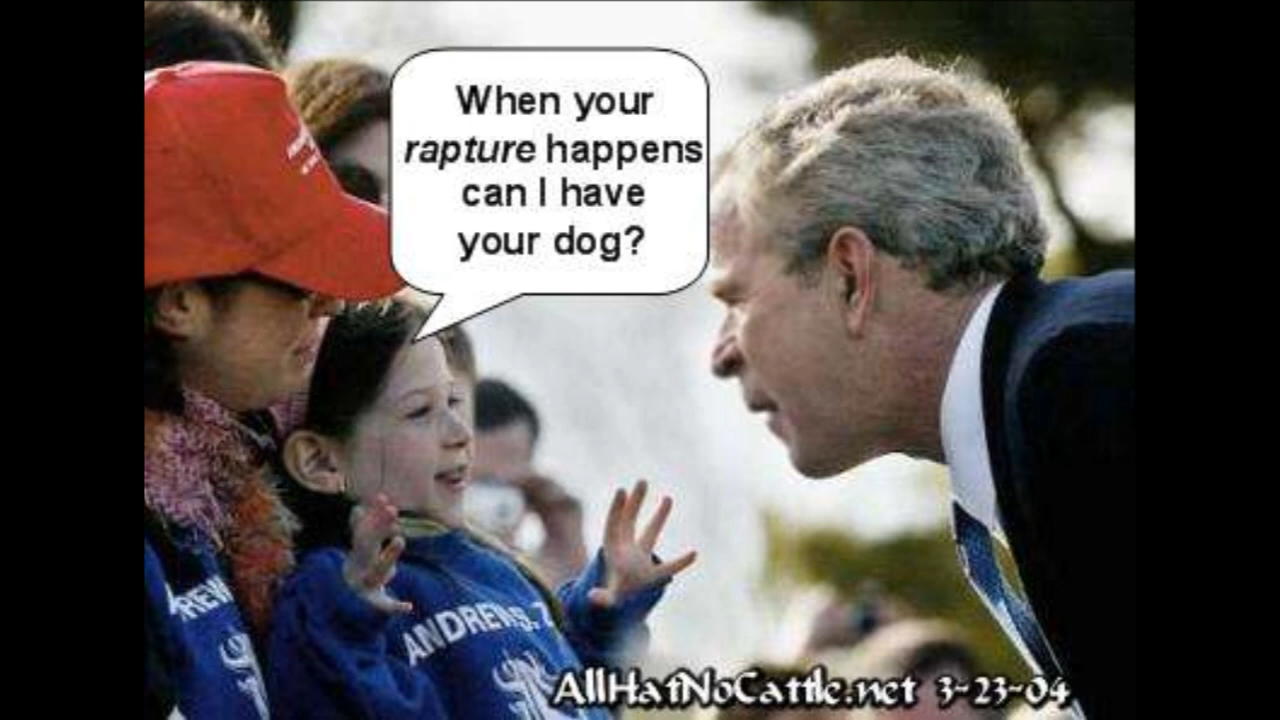 When your
rapture happens
can I have
your dog?
ANDREWS.
AllHatNoCattle.net 3-23-04